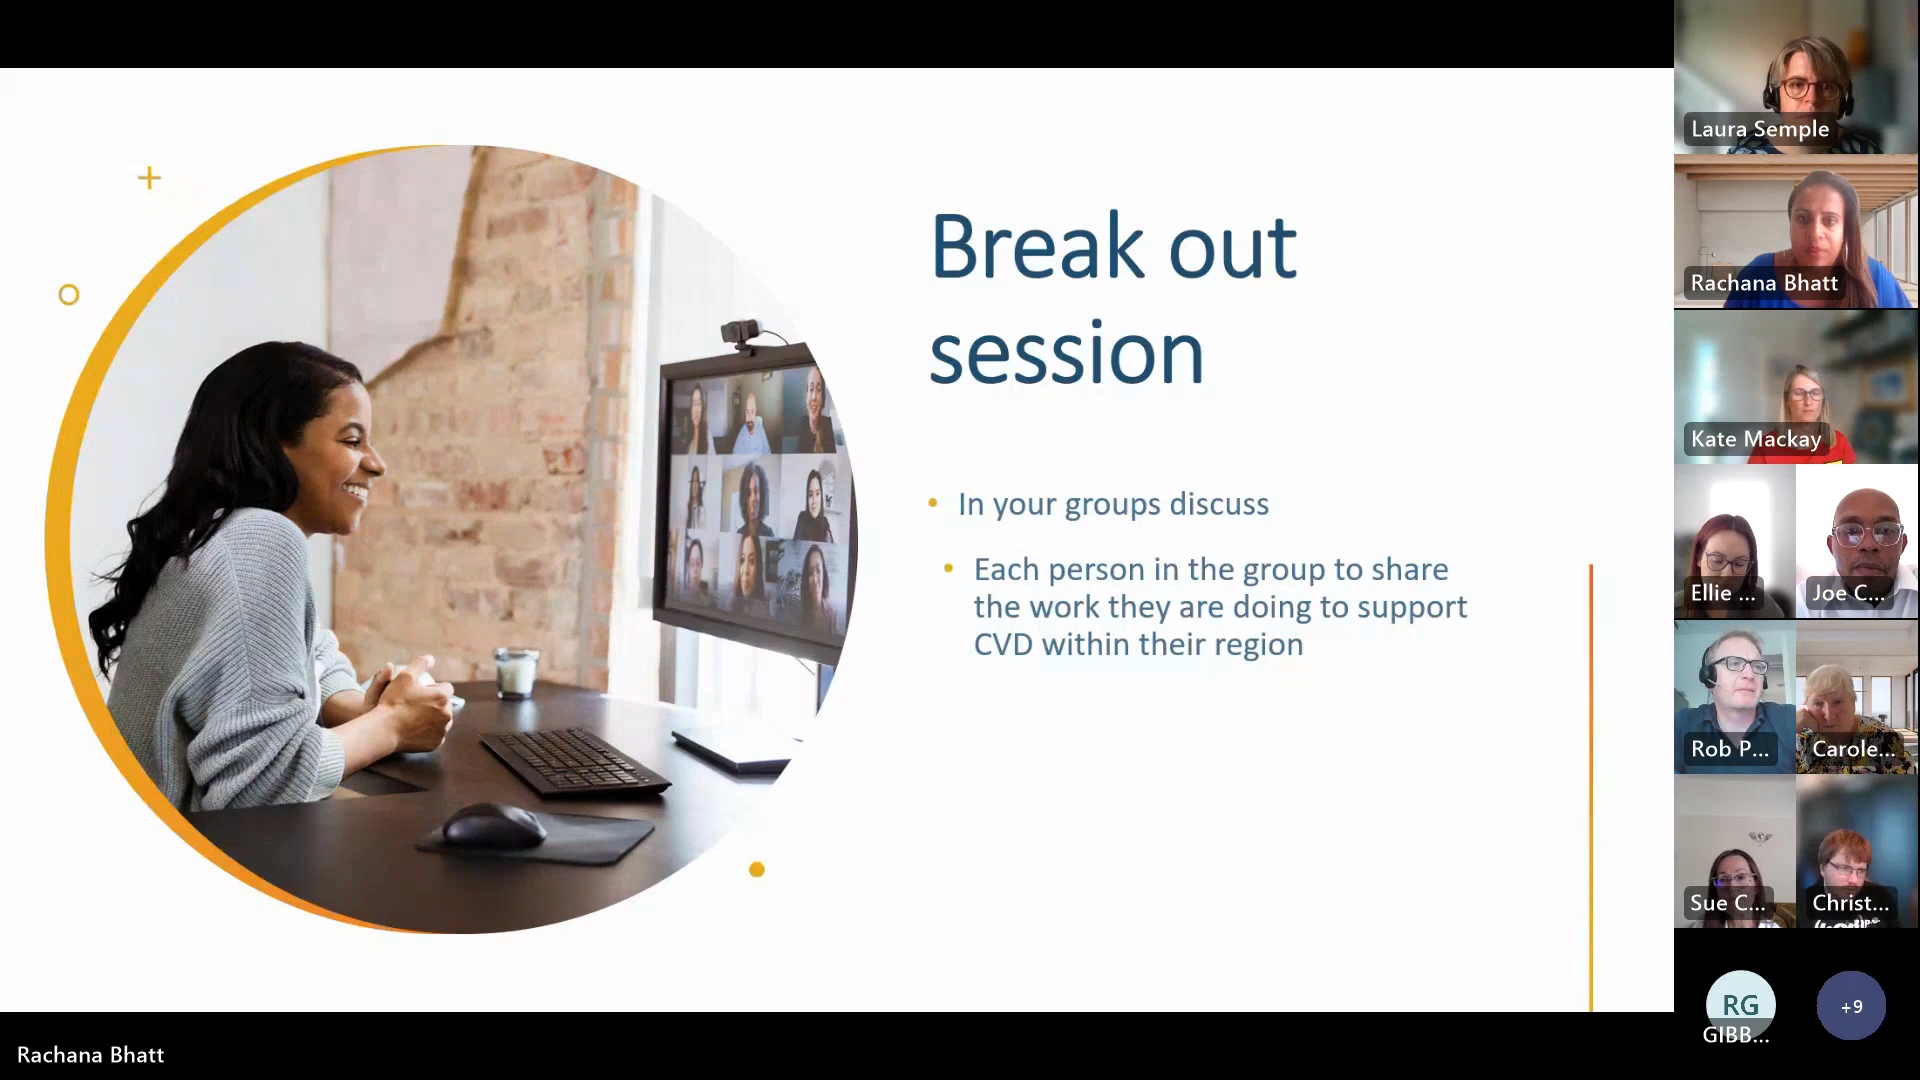 Break out
session
• In your groups discuss
• Each person in the group to share
the work they are doing to support
CVD within their region
Laura Semple
Rachana Bhatt
Kate Mackay
Ellie ...
Joe C...
Rob P...
Carole...
Sue C...
Christ...
RG
GIBB...
+9
Rachana Bhatt